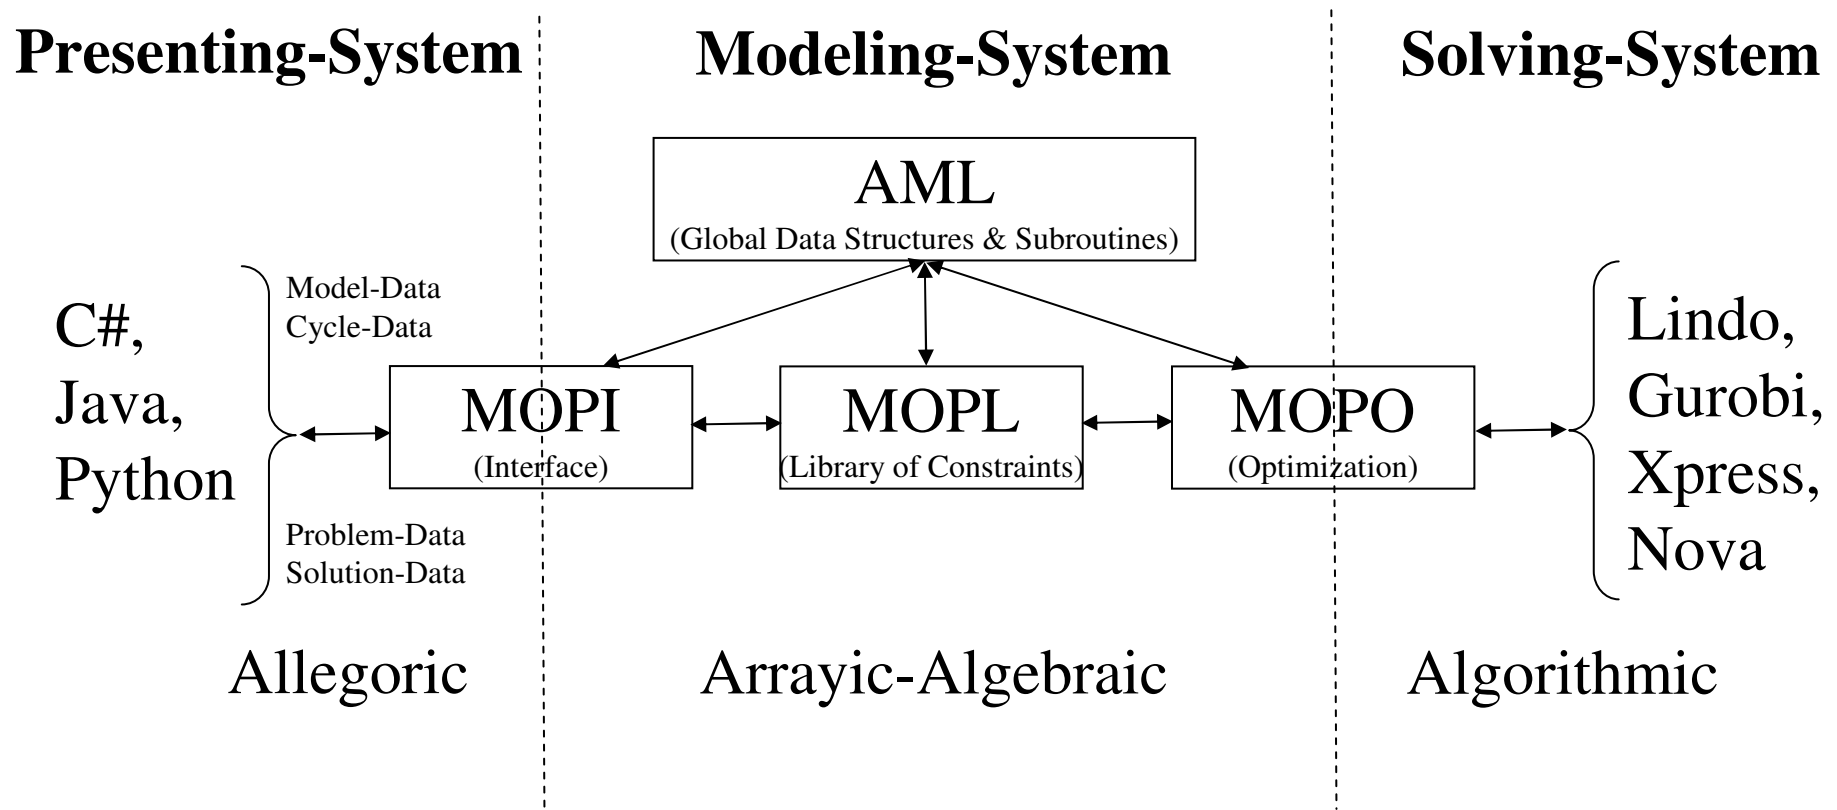 Presenting-System
Modeling-System
Solving-System
AML
(Global Data Structures & Subroutines)
Model-Data
Cycle-Data
C#,
Java,
Python
Problem-Data
Solution-Data
MOPI
(Interface)
MOPL
(Library of Constraints)
MOPO
(Optimization)
Lindo,
Gurobi,
Xpress,
Nova
Allegoric
Arrayic-Algebraic
Algorithmic